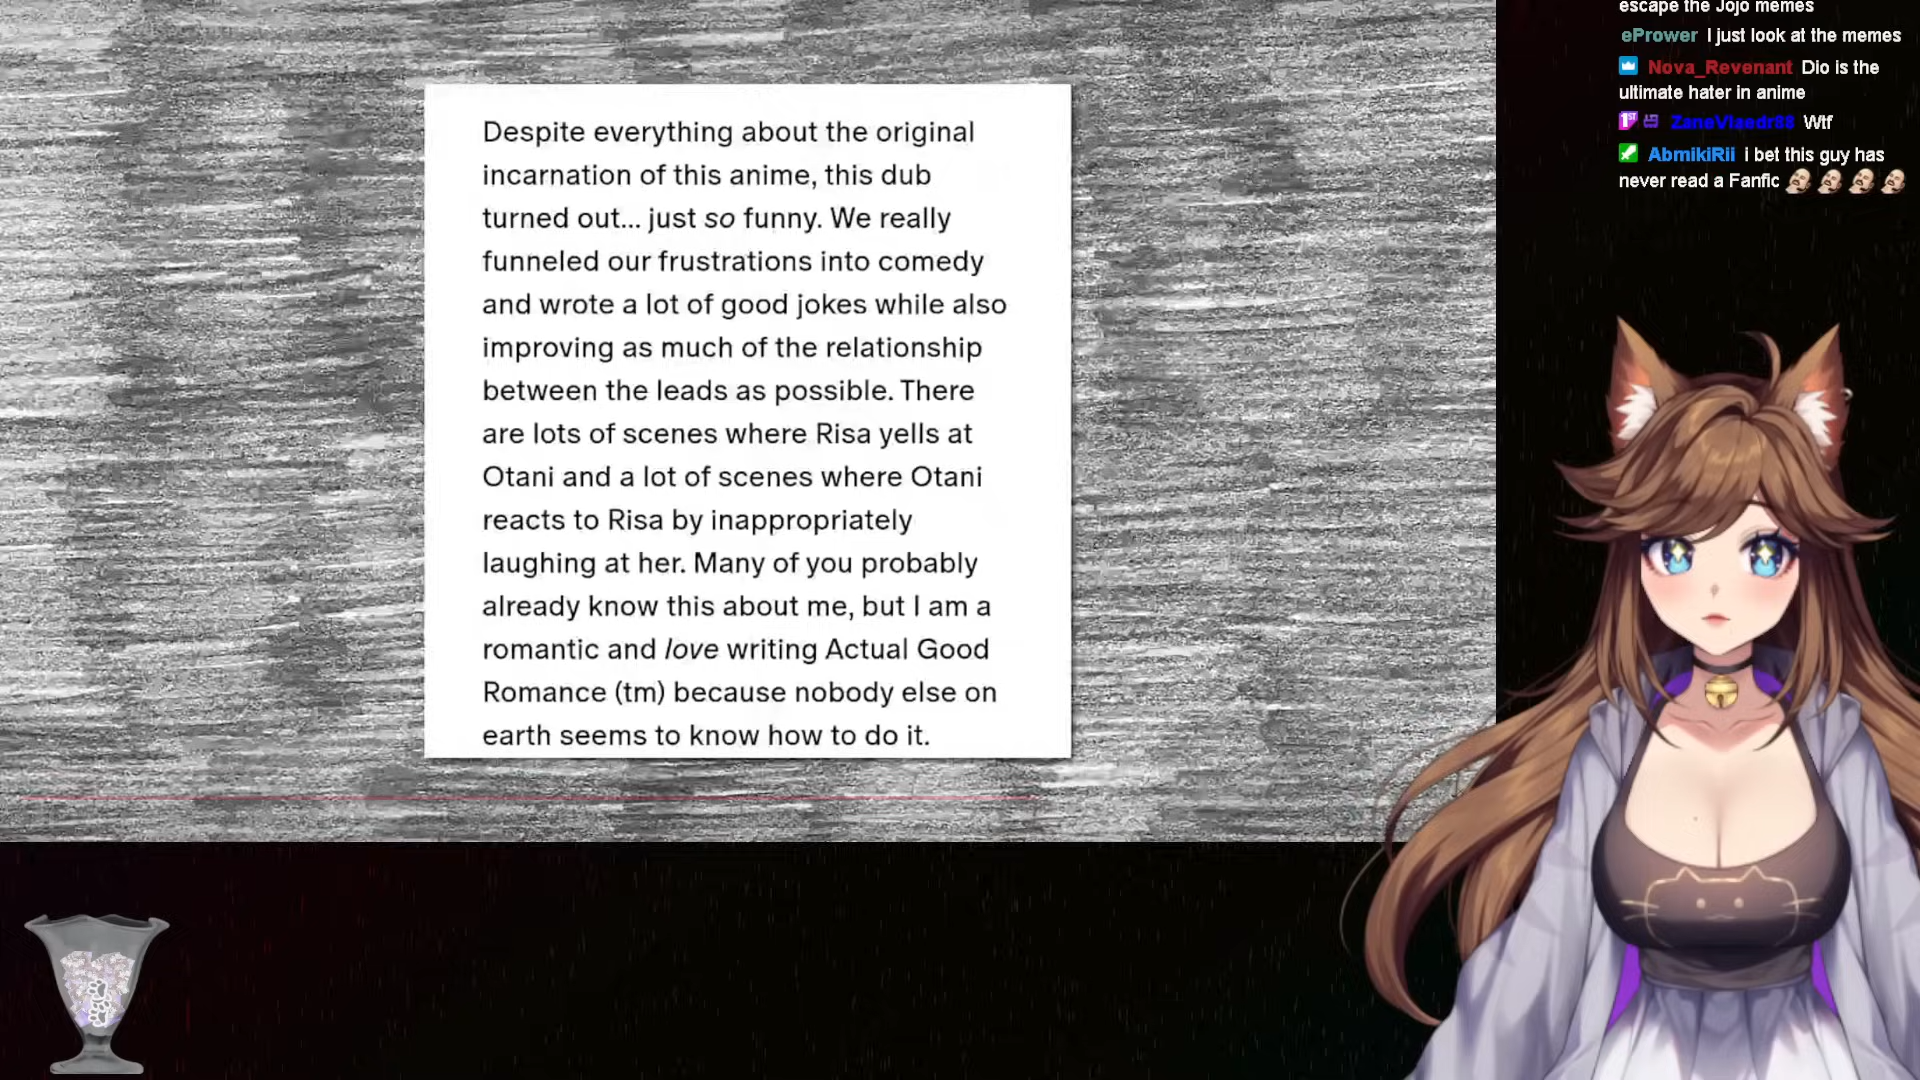 Despite everything about the original
incarnation of this anime, this dub
turned out... just so funny. We really
funneled our frustrations into comedy
and wrote a lot of good jokes while also
improving as much of the relationship
between the leads as possible. There
are lots of scenes where Risa yells at
Otani and a lot of scenes where Otani
reacts to Risa by inappropriately
laughing at her. Many of you probably
already know this about me, but I am a
romantic and love writing Actual Good
Romance (tm) because nobody else on
earth seems to know how to do it.
escape the Jojo memes
ePrower I just look at the memes
Nova_Revenant Dio is the
ultimate hater in anime
1ST ZaneVlaedr88 Wtf
AbmikiRii i bet this guy has
never read a Fanfic